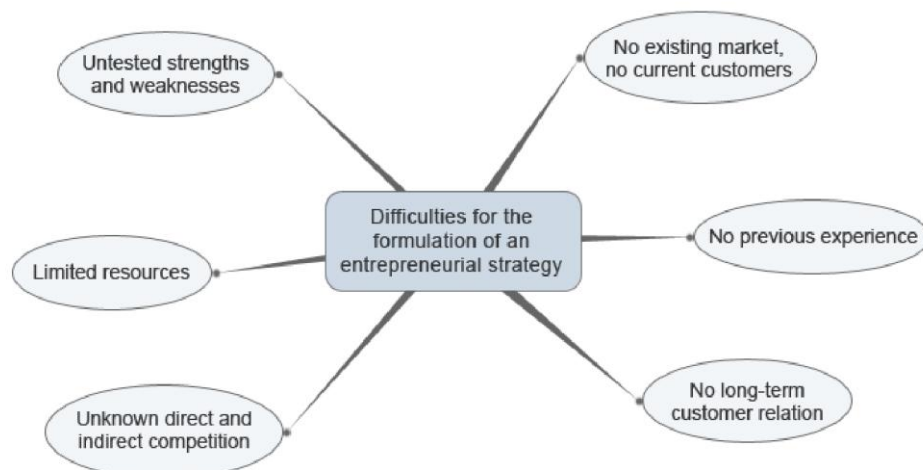 Untested strengths
and weaknesses
No existing market,
no current customers
Difficulties for the
formulation of an
entrepreneurial strategy
No previous experience
Limited resources
No long-term
customer relation
Unknown direct and
indirect competition